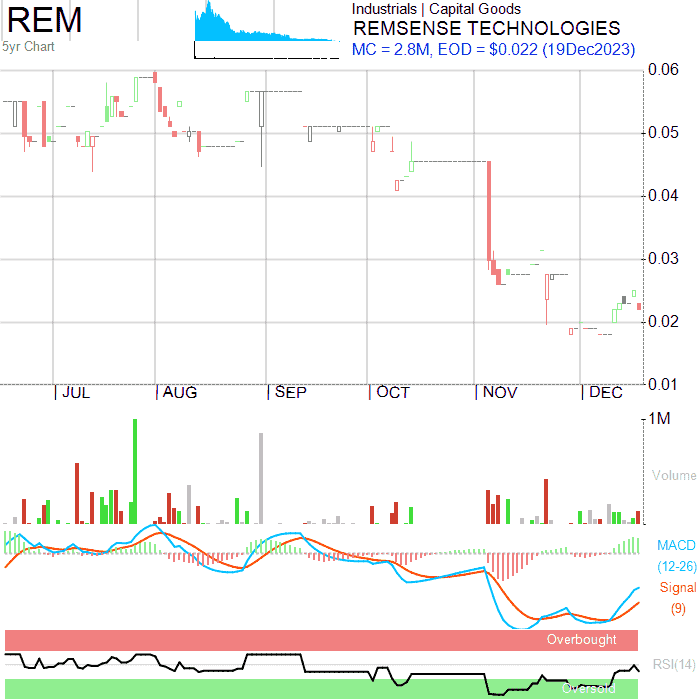 REM
5yr Chart
Industrials | Capital Goods
REMSENSE TECHNOLOGIES
MC = 2.8M, EOD = $0.022 (19Dec2023)
0.06
0.05
0.04
0.03
0.02
0.01
JUL AUG SEP OCT NOV DEC
1M
Volume
MACD
(12-26)
Signal
(9)
Overbought
RSI(14)
Oversold